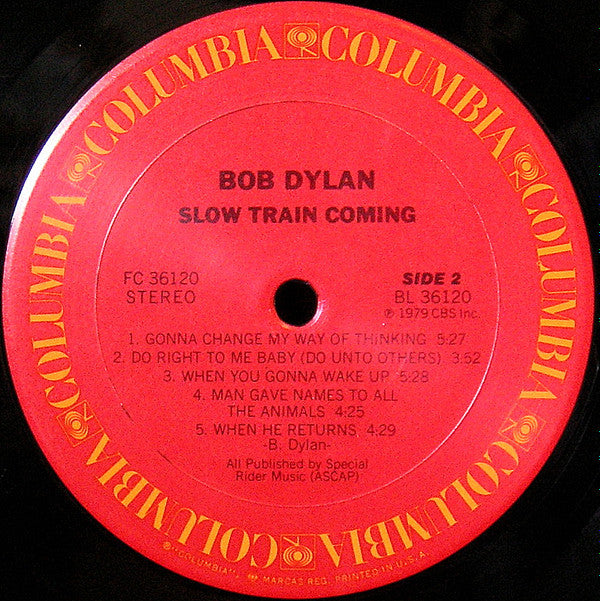 COLUMBIA COLUMBIA COLUMBIA COLUMBIA COLUMBIA COLUMBIA COLUMBIA COLUMBIA
BOB DYLAN
SLOW TRAIN COMING
FC 36120 SIDE 2
STEREO BL 36120
℗ 1979 CBS Inc.
1. GONNA CHANGE MY WAY OF THINKING 5:27
2. DO RIGHT TO ME BABY (DO UNTO OTHERS) 3:52
3. WHEN YOU GONNA WAKE UP 5:28
4. MAN GAVE NAMES TO ALL
THE ANIMALS 4:25
5. WHEN HE RETURNS 4:29
-B. Dylan-
All Published by Special
Rider Music (ASCAP)
"COLUMBIA", MARCAS REG. PRINTED IN U.S.A.